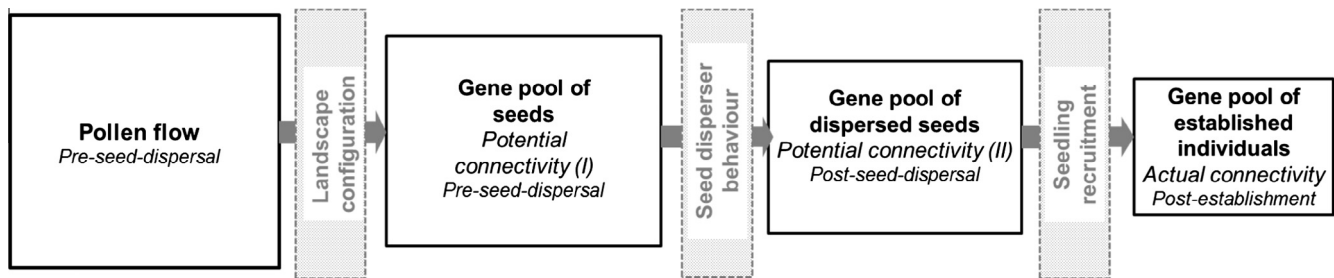 Pollen flow
Pre-seed-dispersal
Landscape
configuration
Gene pool of
seeds
Potential
connectivity (I)
Pre-seed-dispersal)
Seed disperser
behaviour
Gene pool of
dispersed seeds
Potential connectivity (II)
Post-seed-dispersal)
Seedling
recruitment
Gene pool of
established
individuals
Actual connectivity
Post-establishment